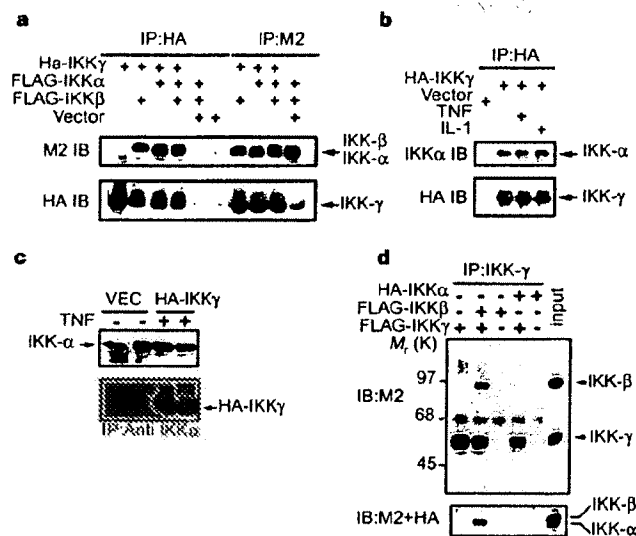 a
IP:HA IP:M2
Ha-IKKγ + + + + + + +
FLAG-IKKα + + + + + +
FLAG-IKKβ + + + + + +
Vector + + +
M2 IB
IKK-β
IKK-α
HA IB
IKK-γ
b
IP:HA
HA-IKKγ + + +
Vector +
TNF +
IL-1 +
IKKα IB
IKK-α
HA IB
IKK-γ
c
VEC HA-IKKγ
TNF - - + +
IKK-α
HA-IKKγ
IP:Anti IKKα
d
IP:IKK-γ
HA-IKKα - - - + +
FLAG-IKKβ - + + - -
FLAG-IKKγ + + - + -
input
Mr (K)
97
68
45
IB:M2
IKK-β
IKK-γ
IB:M2+HA
IKK-β
IKK-α